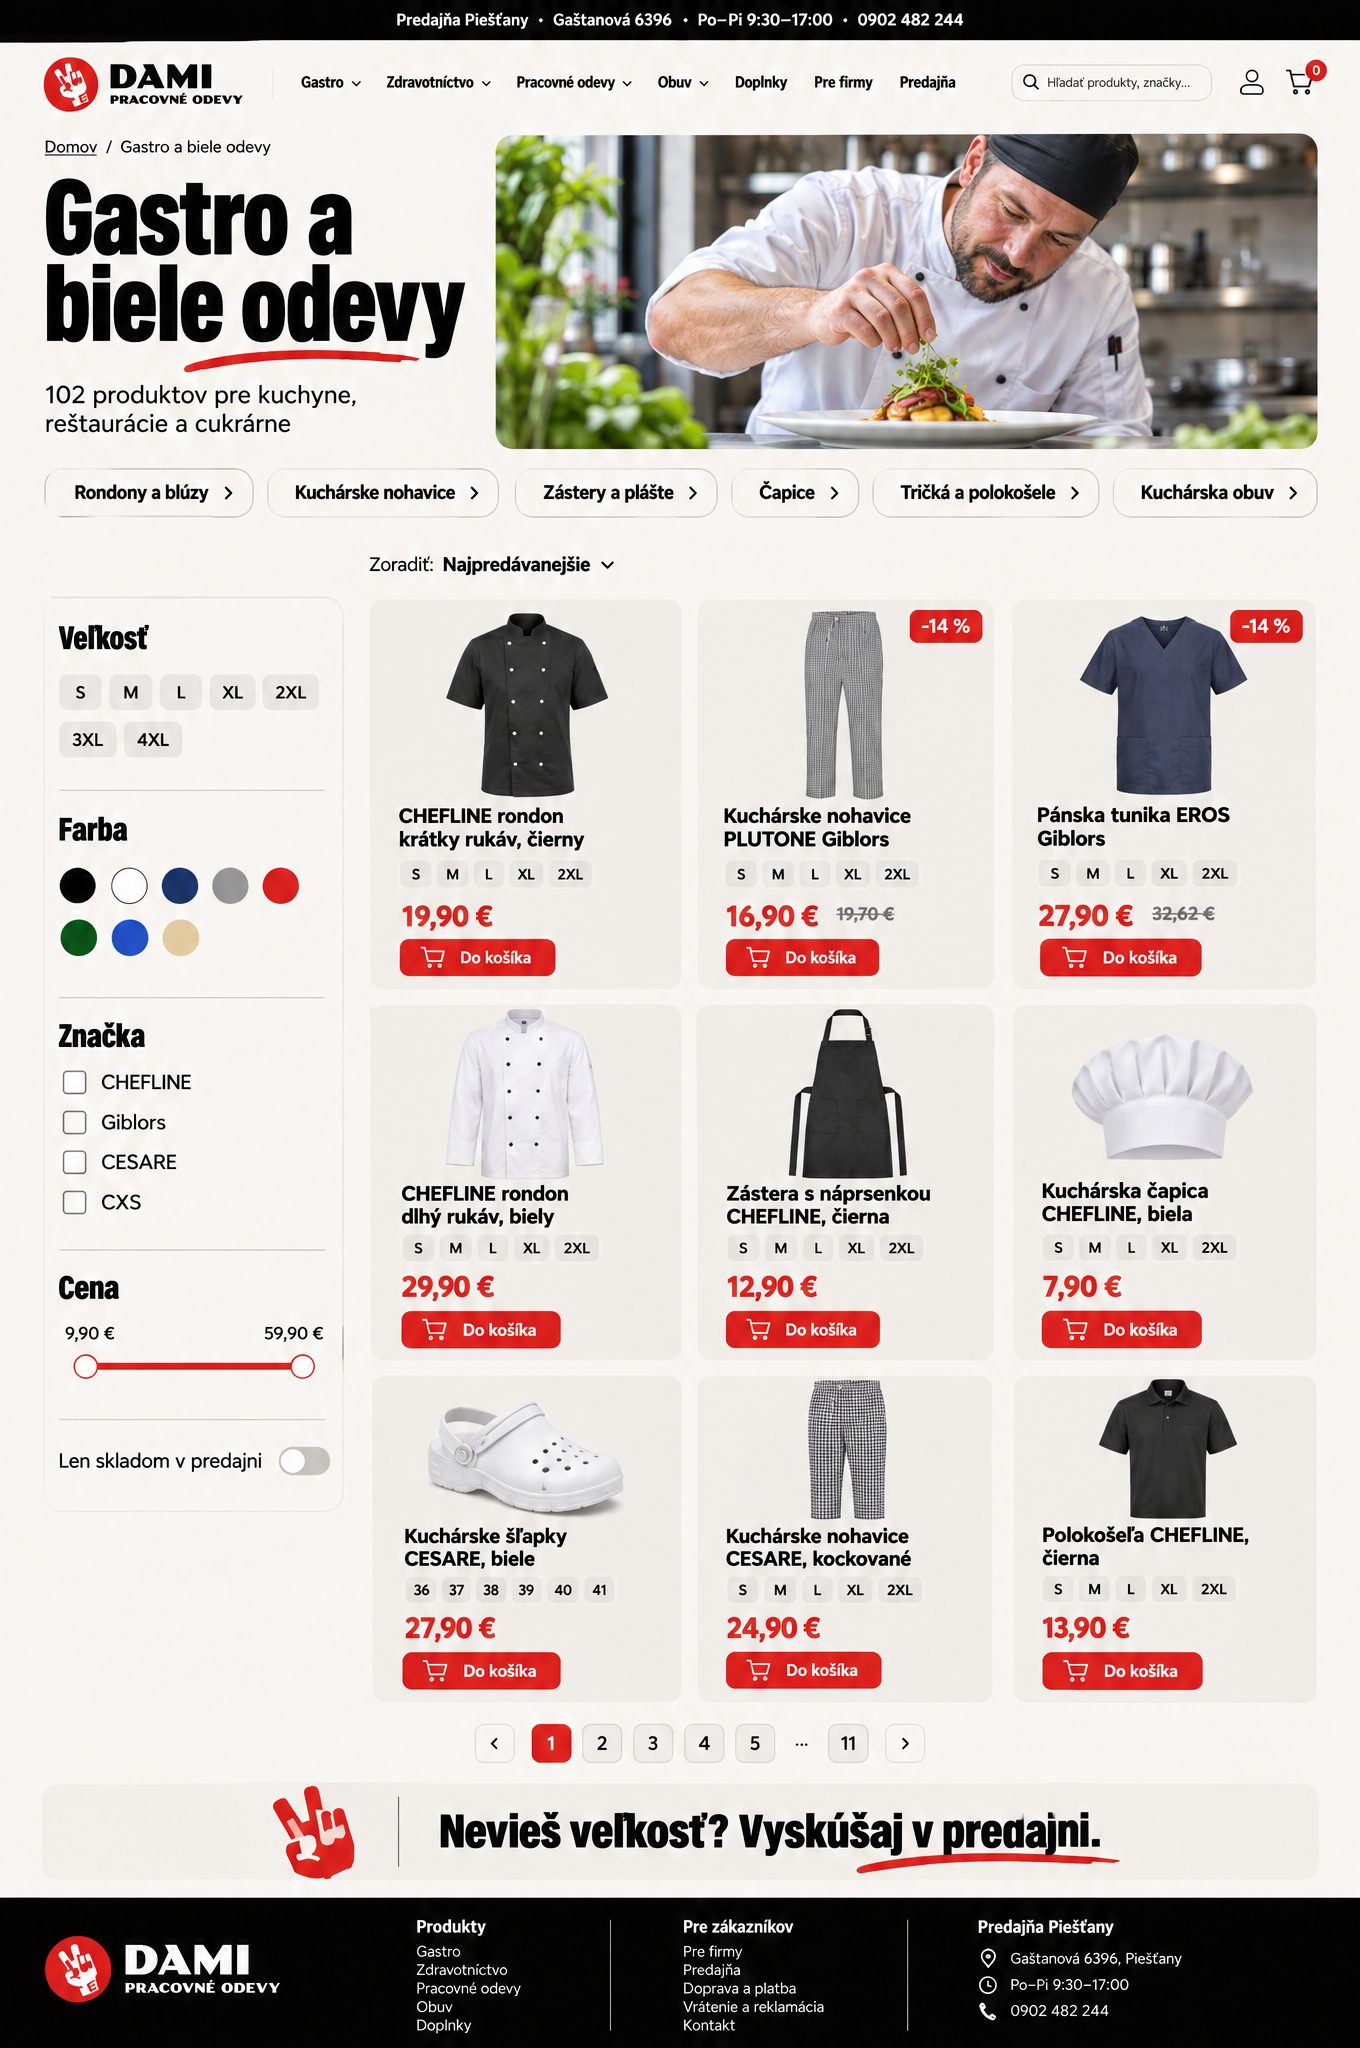 Predajňa Piešťany • Gaštanová 6396 • Po–Pi 9:30–17:00 • 0902 482 244
DAMI
PRACOVNÉ ODEVY
Gastro Zdravotníctvo Pracovné odevy Obuv Doplnky Pre firmy Predajňa
Hľadať produkty, značky...
0
Domov / Gastro a biele odevy
Gastro a
biele odevy
102 produktov pre kuchyne,
reštaurácie a cukrárne
Rondony a blúzy
Kuchárske nohavice
Zástery a plášte
Čapice
Tričká a polokošele
Kuchárska obuv
Zoradiť: Najpredávanejšie
Veľkosť
S M L XL 2XL
3XL 4XL
Farba
Značka
CHEFLINE
Giblors
CESARE
CXS
Cena
9,90 € 59,90 €
Len skladom v predajni
CHEFLINE rondon
krátky rukáv, čierny
S M L XL 2XL
19,90 €
Do košíka
-14 %
Kuchárske nohavice
PLUTONE Giblors
S M L XL 2XL
16,90 € 19,70 €
Do košíka
-14 %
Pánska tunika EROS
Giblors
S M L XL 2XL
27,90 € 32,62 €
Do košíka
CHEFLINE rondon
dlhý rukáv, biely
S M L XL 2XL
29,90 €
Do košíka
Zástera s náprsenkou
CHEFLINE, čierna
S M L XL 2XL
12,90 €
Do košíka
Kuchárska čapica
CHEFLINE, biela
S M L XL 2XL
7,90 €
Do košíka
Kuchárske šľapky
CESARE, biele
36 37 38 39 40 41
27,90 €
Do košíka
Kuchárske nohavice
CESARE, kockované
S M L XL 2XL
24,90 €
Do košíka
Polokošeľa CHEFLINE,
čierna
S M L XL 2XL
13,90 €
Do košíka
1 2 3 4 5 ... 11
Nevieš veľkosť? Vyskúšaj v predajni.
DAMI
PRACOVNÉ ODEVY
Produkty
Gastro
Zdravotníctvo
Pracovné odevy
Obuv
Doplnky
Pre zákazníkov
Pre firmy
Predajňa
Doprava a platba
Vrátenie a reklamácia
Kontakt
Predajňa Piešťany
Gaštanová 6396, Piešťany
Po–Pi 9:30–17:00
0902 482 244